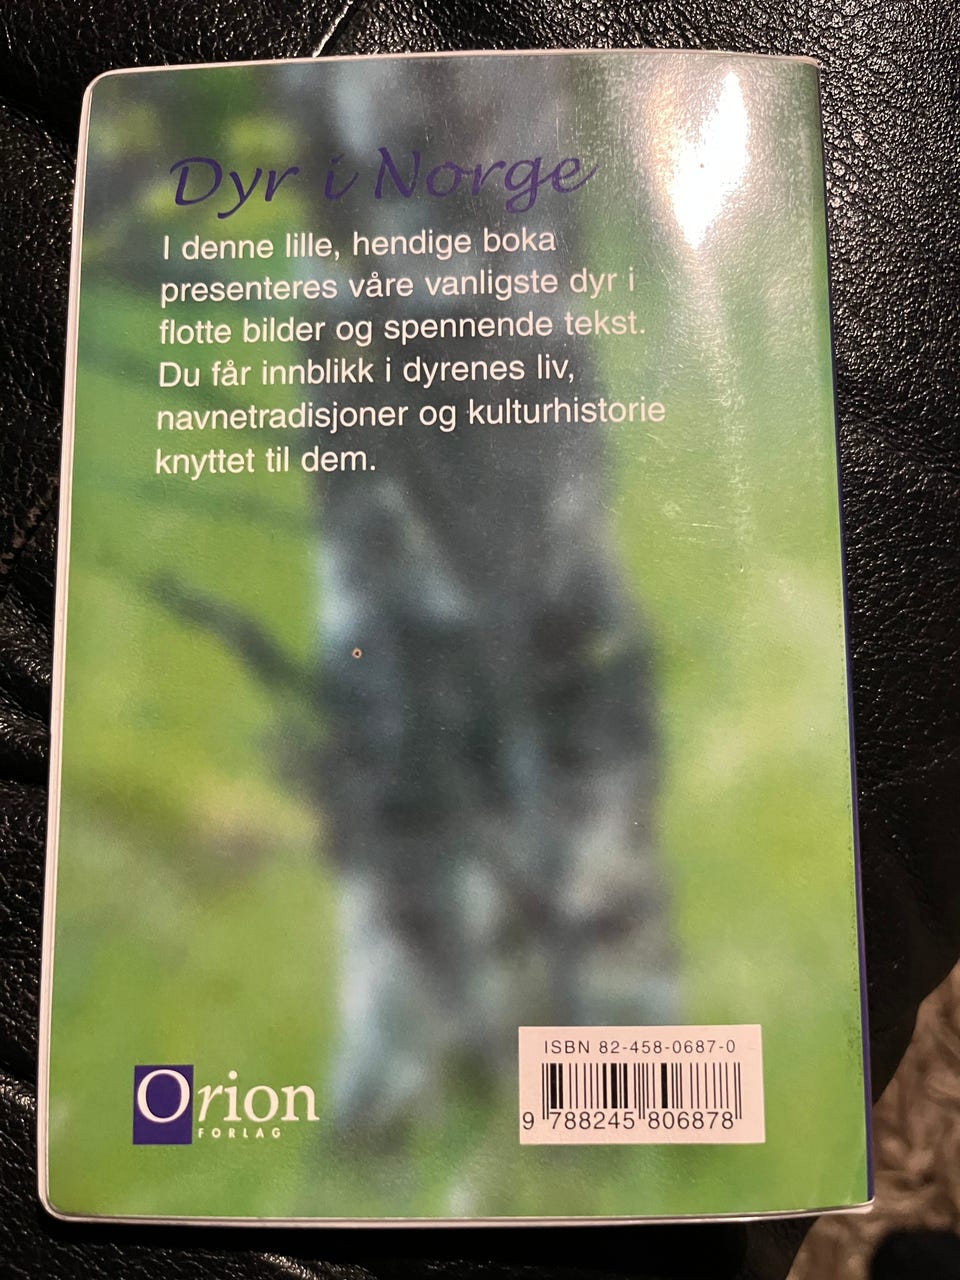 Dyr i Norge
I denne lille, hendige boka
presenteres våre vanligste dyr i
flotte bilder og spennende tekst.
Du får innblikk i dyrenes liv,
navnetradisjoner og kulturhistorie
knyttet til dem.
Orion
FORLAG
ISBN 82-458-0687-0
9 788245 806878